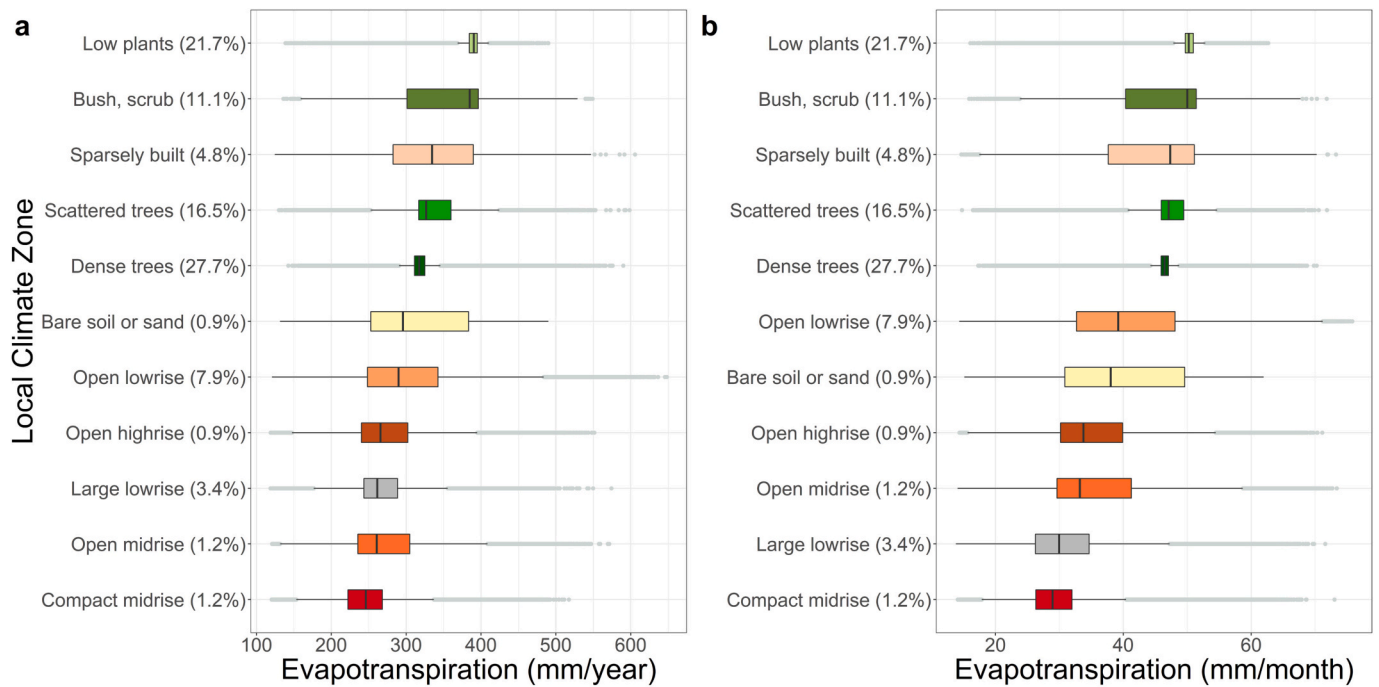 a
Local Climate Zone
Low plants (21.7%)
Bush, scrub (11.1%)
Sparsely built (4.8%)
Scattered trees (16.5%)
Dense trees (27.7%)
Bare soil or sand (0.9%)
Open lowrise (7.9%)
Open highrise (0.9%)
Large lowrise (3.4%)
Open midrise (1.2%)
Compact midrise (1.2%)
100 200 300 400 500 600
Evapotranspiration (mm/year)
b
Low plants (21.7%)
Bush, scrub (11.1%)
Sparsely built (4.8%)
Scattered trees (16.5%)
Dense trees (27.7%)
Open lowrise (7.9%)
Bare soil or sand (0.9%)
Open highrise (0.9%)
Open midrise (1.2%)
Large lowrise (3.4%)
Compact midrise (1.2%)
20 40 60
Evapotranspiration (mm/month)